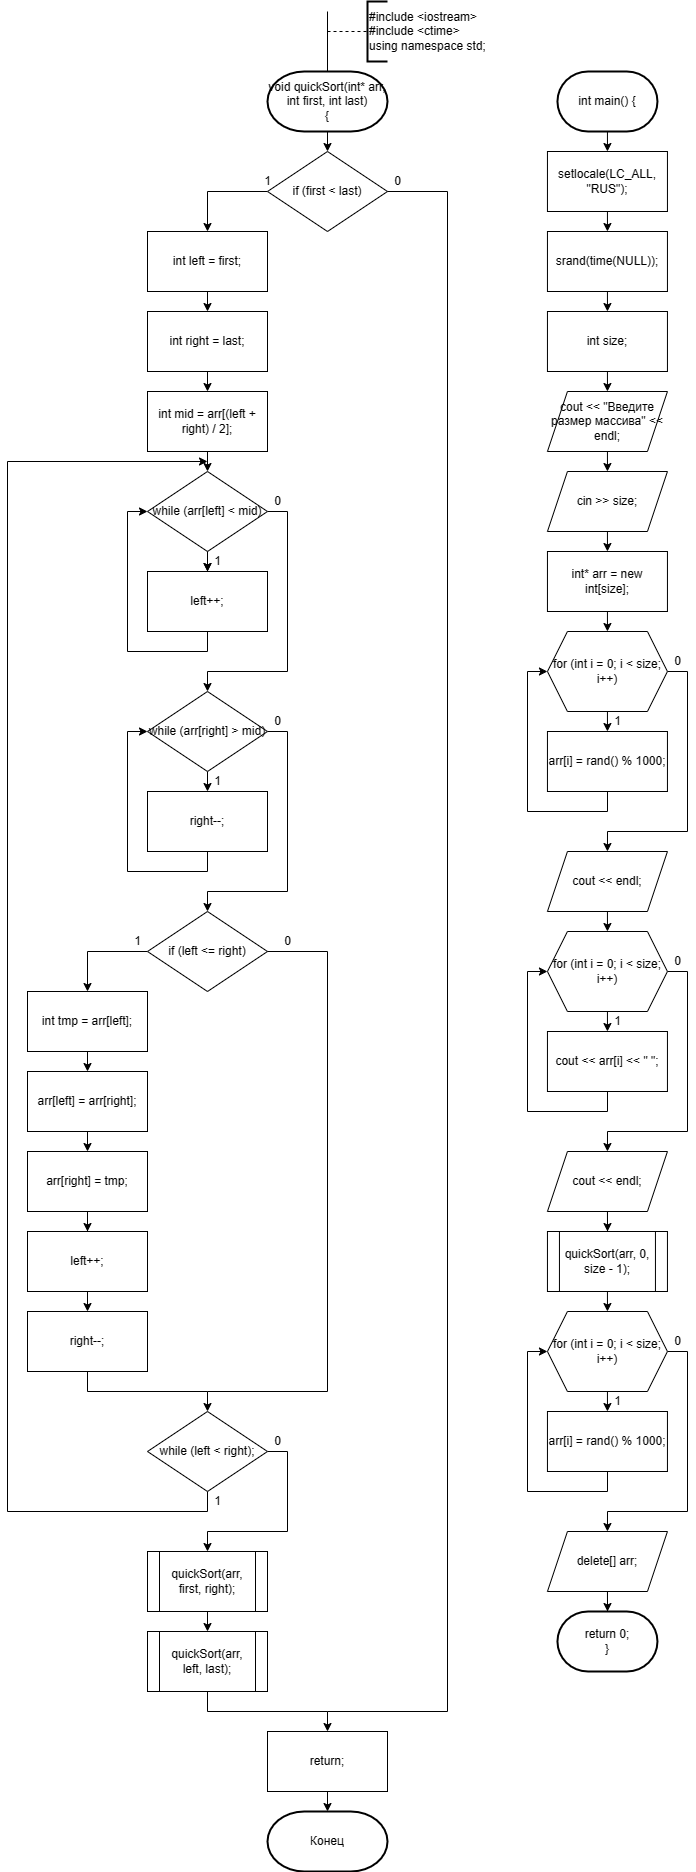 #include <iostream>
#include <ctime>
using namespace std;
void quickSort(int* arr,
int first, int last)
{
if (first < last)
1
0
int left = first;
int right = last;
int mid = arr[(left +
right) / 2];
while (arr[left] < mid)
0
1
left++;
while (arr[right] > mid)
0
1
right--;
if (left <= right)
1
0
int tmp = arr[left];
arr[left] = arr[right];
arr[right] = tmp;
left++;
right--;
while (left < right);
0
1
quickSort(arr,
first, right);
quickSort(arr,
left, last);
return;
Конец
int main() {
setlocale(LC_ALL,
"RUS");
srand(time(NULL));
int size;
cout << "Введите
размер массива" <<
endl;
cin >> size;
int* arr = new
int[size];
for (int i = 0; i < size;
i++)
0
1
arr[i] = rand() % 1000;
cout << endl;
for (int i = 0; i < size;
i++)
0
1
cout << arr[i] << " ";
cout << endl;
quickSort(arr, 0,
size - 1);
for (int i = 0; i < size;
i++)
0
1
arr[i] = rand() % 1000;
delete[] arr;
return 0;
}